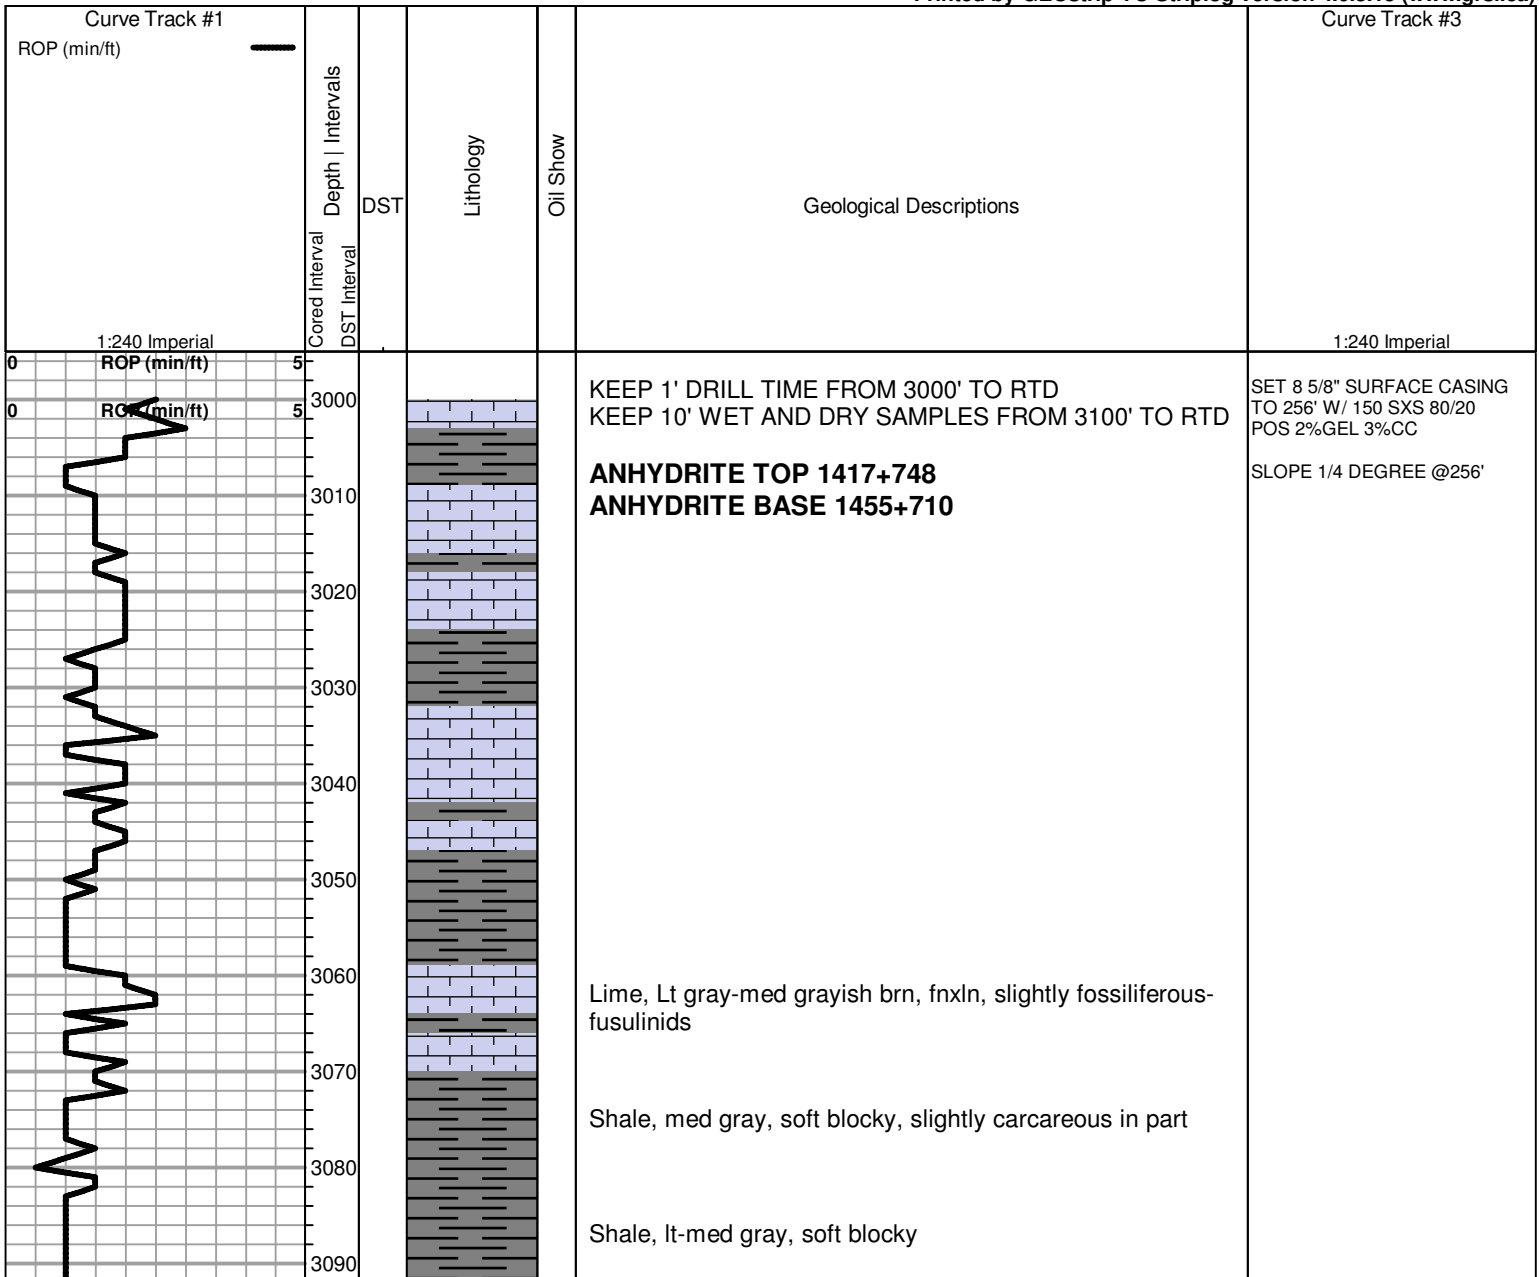 Curve Track #1
ROP (min/ft)
1:240 Imperial
Depth | Intervals
Cored Interval
DST Interval
DST
Lithology
Oil Show
Geological Descriptions
Curve Track #3
1:240 Imperial
0 ROP (min/ft) 5
0 ROP (min/ft) 5
3000
3010
3020
3030
3040
3050
3060
3070
3080
3090
KEEP 1' DRILL TIME FROM 3000' TO RTD
KEEP 10' WET AND DRY SAMPLES FROM 3100' TO RTD
ANHYDRITE TOP 1417+748
ANHYDRITE BASE 1455+710
Lime, Lt gray-med grayish brn, fnxln, slightly fossiliferous-
fusulinids
Shale, med gray, soft blocky, slightly carcareous in part
Shale, lt-med gray, soft blocky
SET 8 5/8" SURFACE CASING
TO 256' W/ 150 SXS 80/20
POS 2%GEL 3%CC
SLOPE 1/4 DEGREE @256'